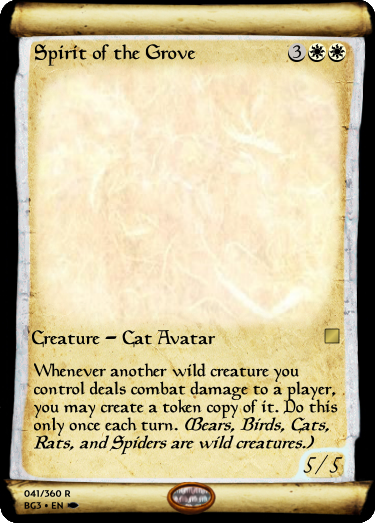 Spirit of the Grove 3
Creature – Cat Avatar
Whenever another wild creature you
control deals combat damage to a player,
you may create a token copy of it. Do this
only once each turn. (Bears, Birds, Cats,
Rats, and Spiders are wild creatures.)
5/5
041/360 R
BG3 • EN